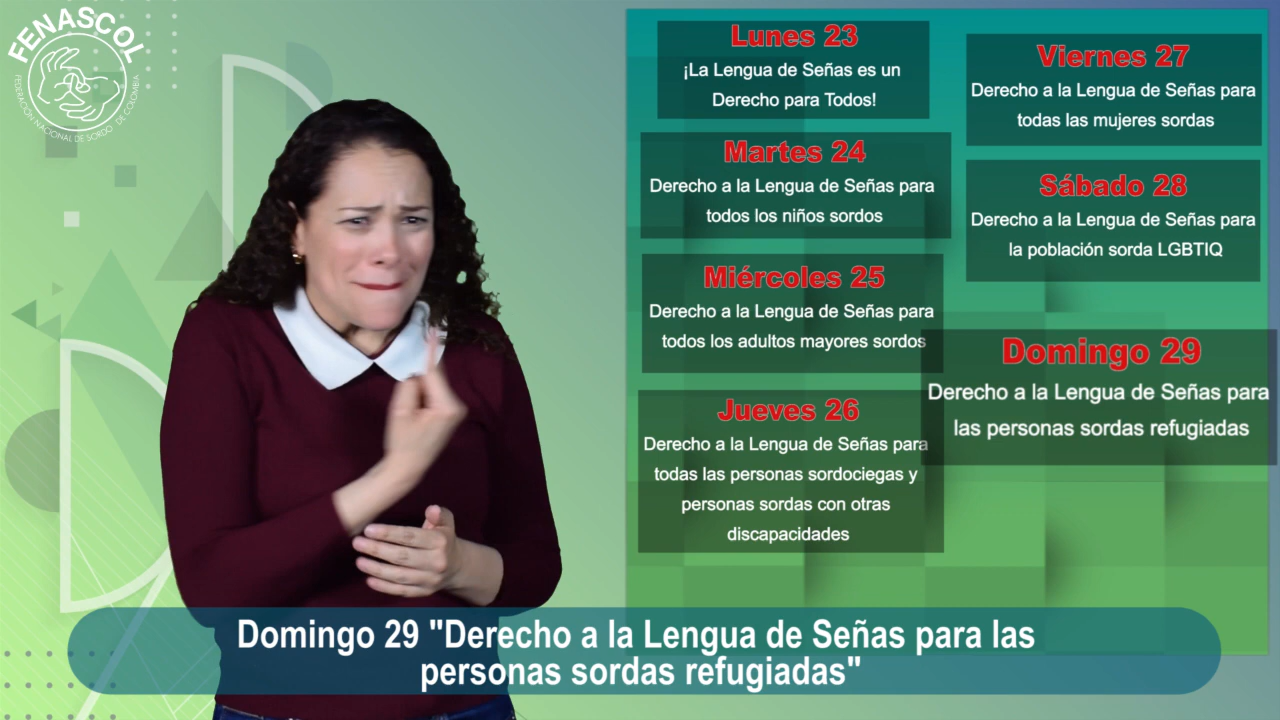 FENASCOL
FEDERACIÓN NACIONAL DE SORDO DE COLOMBIA
Lunes 23
¡La Lengua de Señas es un
Derecho para Todos!
Martes 24
Derecho a la Lengua de Señas para
todos los niños sordos
Miércoles 25
Derecho a la Lengua de Señas para
todos los adultos mayores sordos
Jueves 26
Derecho a la Lengua de Señas para
todas las personas sordociegas y
personas sordas con otras
discapacidades
Viernes 27
Derecho a la Lengua de Señas para
todas las mujeres sordas
Sábado 28
Derecho a la Lengua de Señas para
la población sorda LGBTIQ
Domingo 29
Derecho a la Lengua de Señas para
las personas sordas refugiadas
Domingo 29 "Derecho a la Lengua de Señas para las
personas sordas refugiadas"